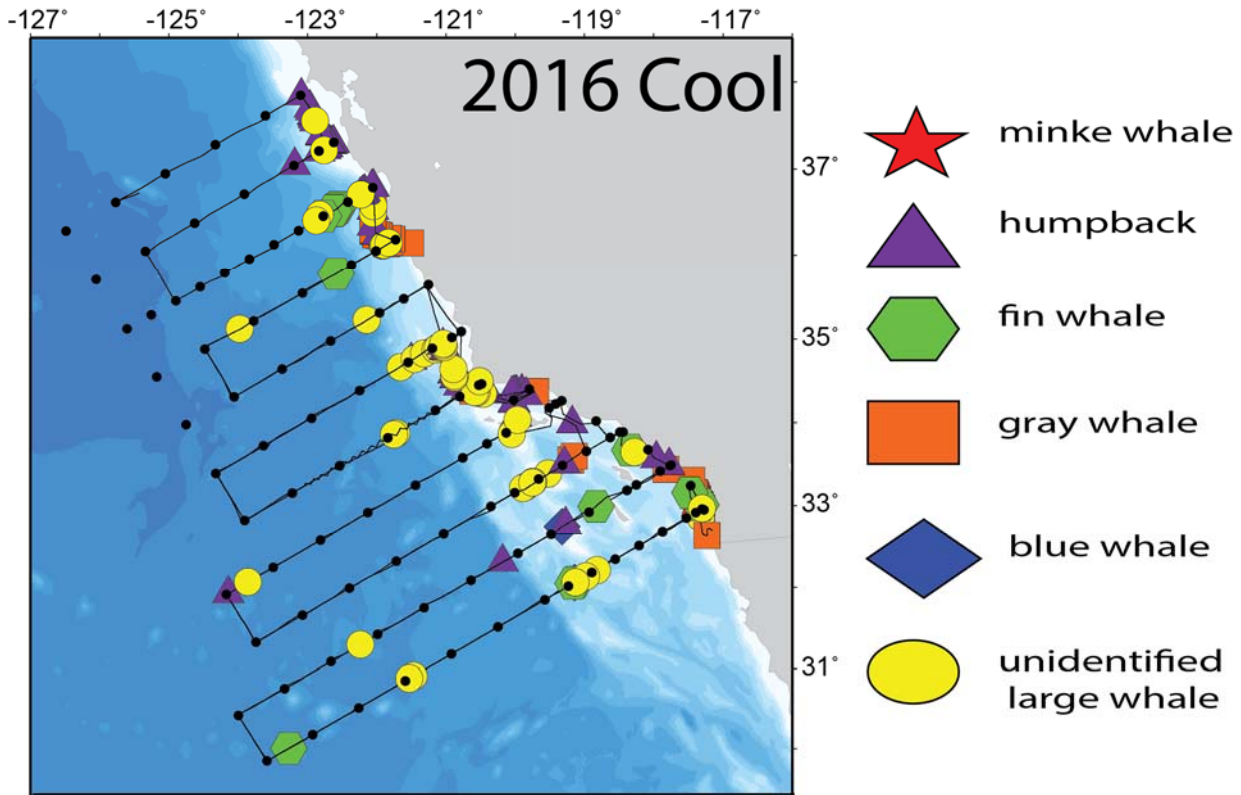 -127 -125° -123° -121° -119° -117°
2016 Cool
37°
35°
33°
31°
minke whale
humpback
fin whale
gray whale
blue whale
unidentified
large whale